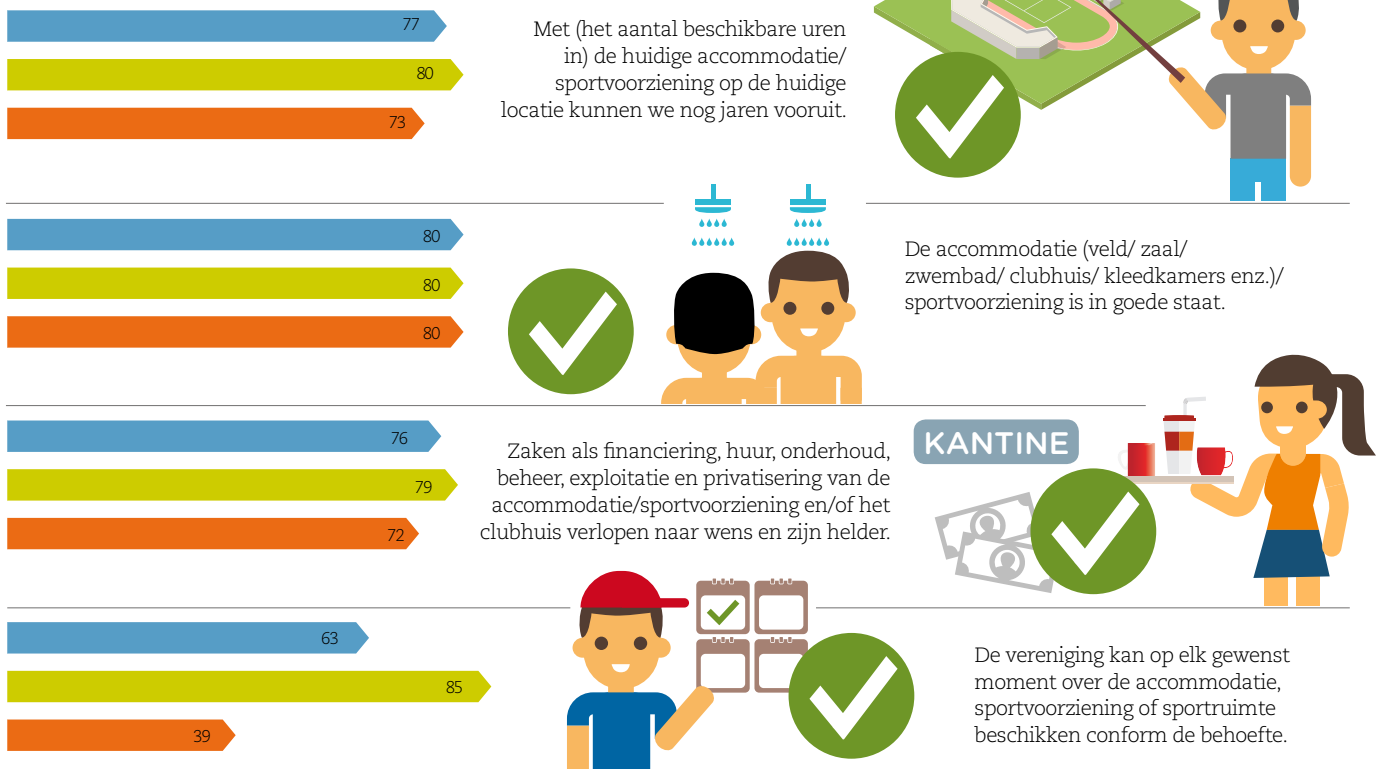 77
80
73
Met (het aantal beschikbare uren
in) de huidige accommodatie/
sportvoorziening op de huidige
locatie kunnen we nog jaren vooruit.
80
80
80
De accommodatie (veld/ zaal/
zwembad/ clubhuis/ kleedkamers enz.)/
sportvoorziening is in goede staat.
76
79
72
Zaken als financiering, huur, onderhoud,
beheer, exploitatie en privatisering van de
accommodatie/sportvoorziening en/of het
clubhuis verlopen naar wens en zijn helder.
KANTINE
63
85
39
De vereniging kan op elk gewenst
moment over de accommodatie,
sportvoorziening of sportruimte
beschikken conform de behoefte.